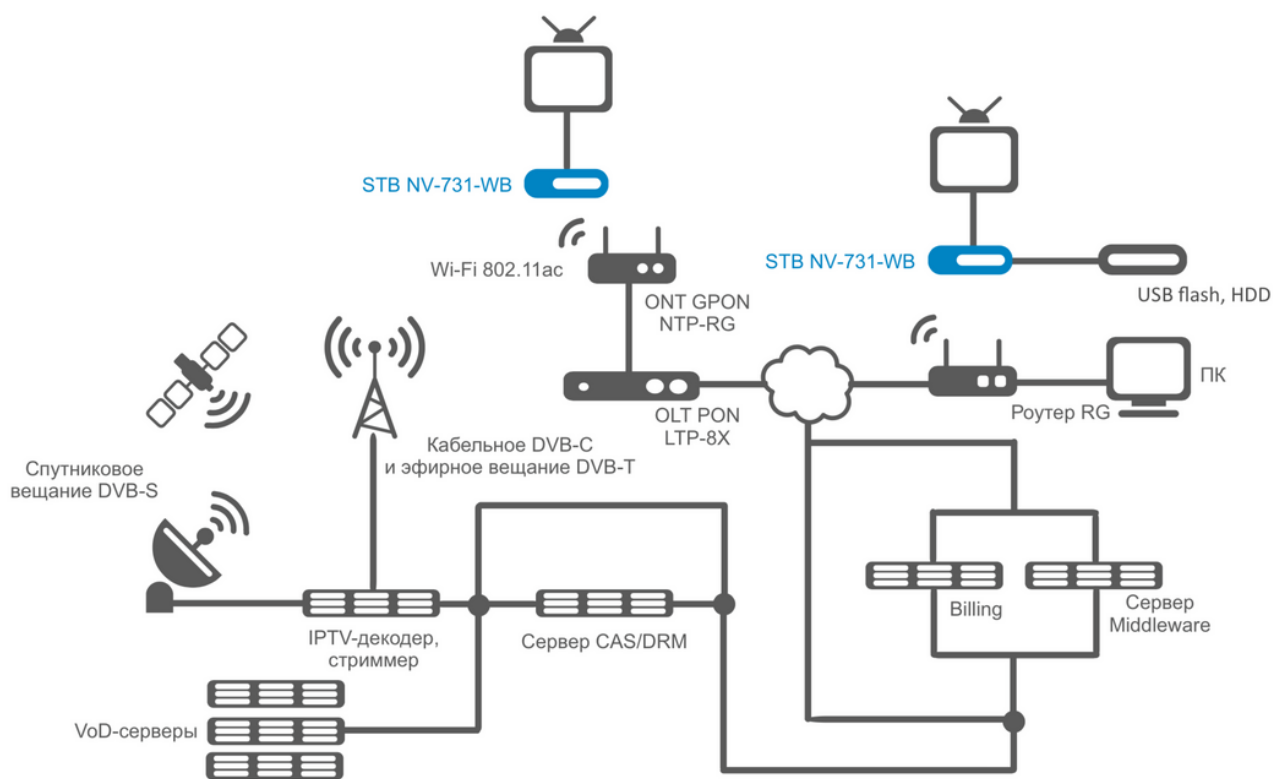 STB NV-731-WB
STB NV-731-WB
Wi-Fi 802.11ac
USB flash, HDD
ONT GPON
NTP-RG
ПК
Роутер RG
OLT PON
LTP-8X
Кабельное DVB-C
и эфирное вещание DVB-T
Спутниковое
вещание DVB-S
Billing
Сервер
Middleware
IPTV-декодер,
стриммер
Сервер CAS/DRM
VoD-серверы